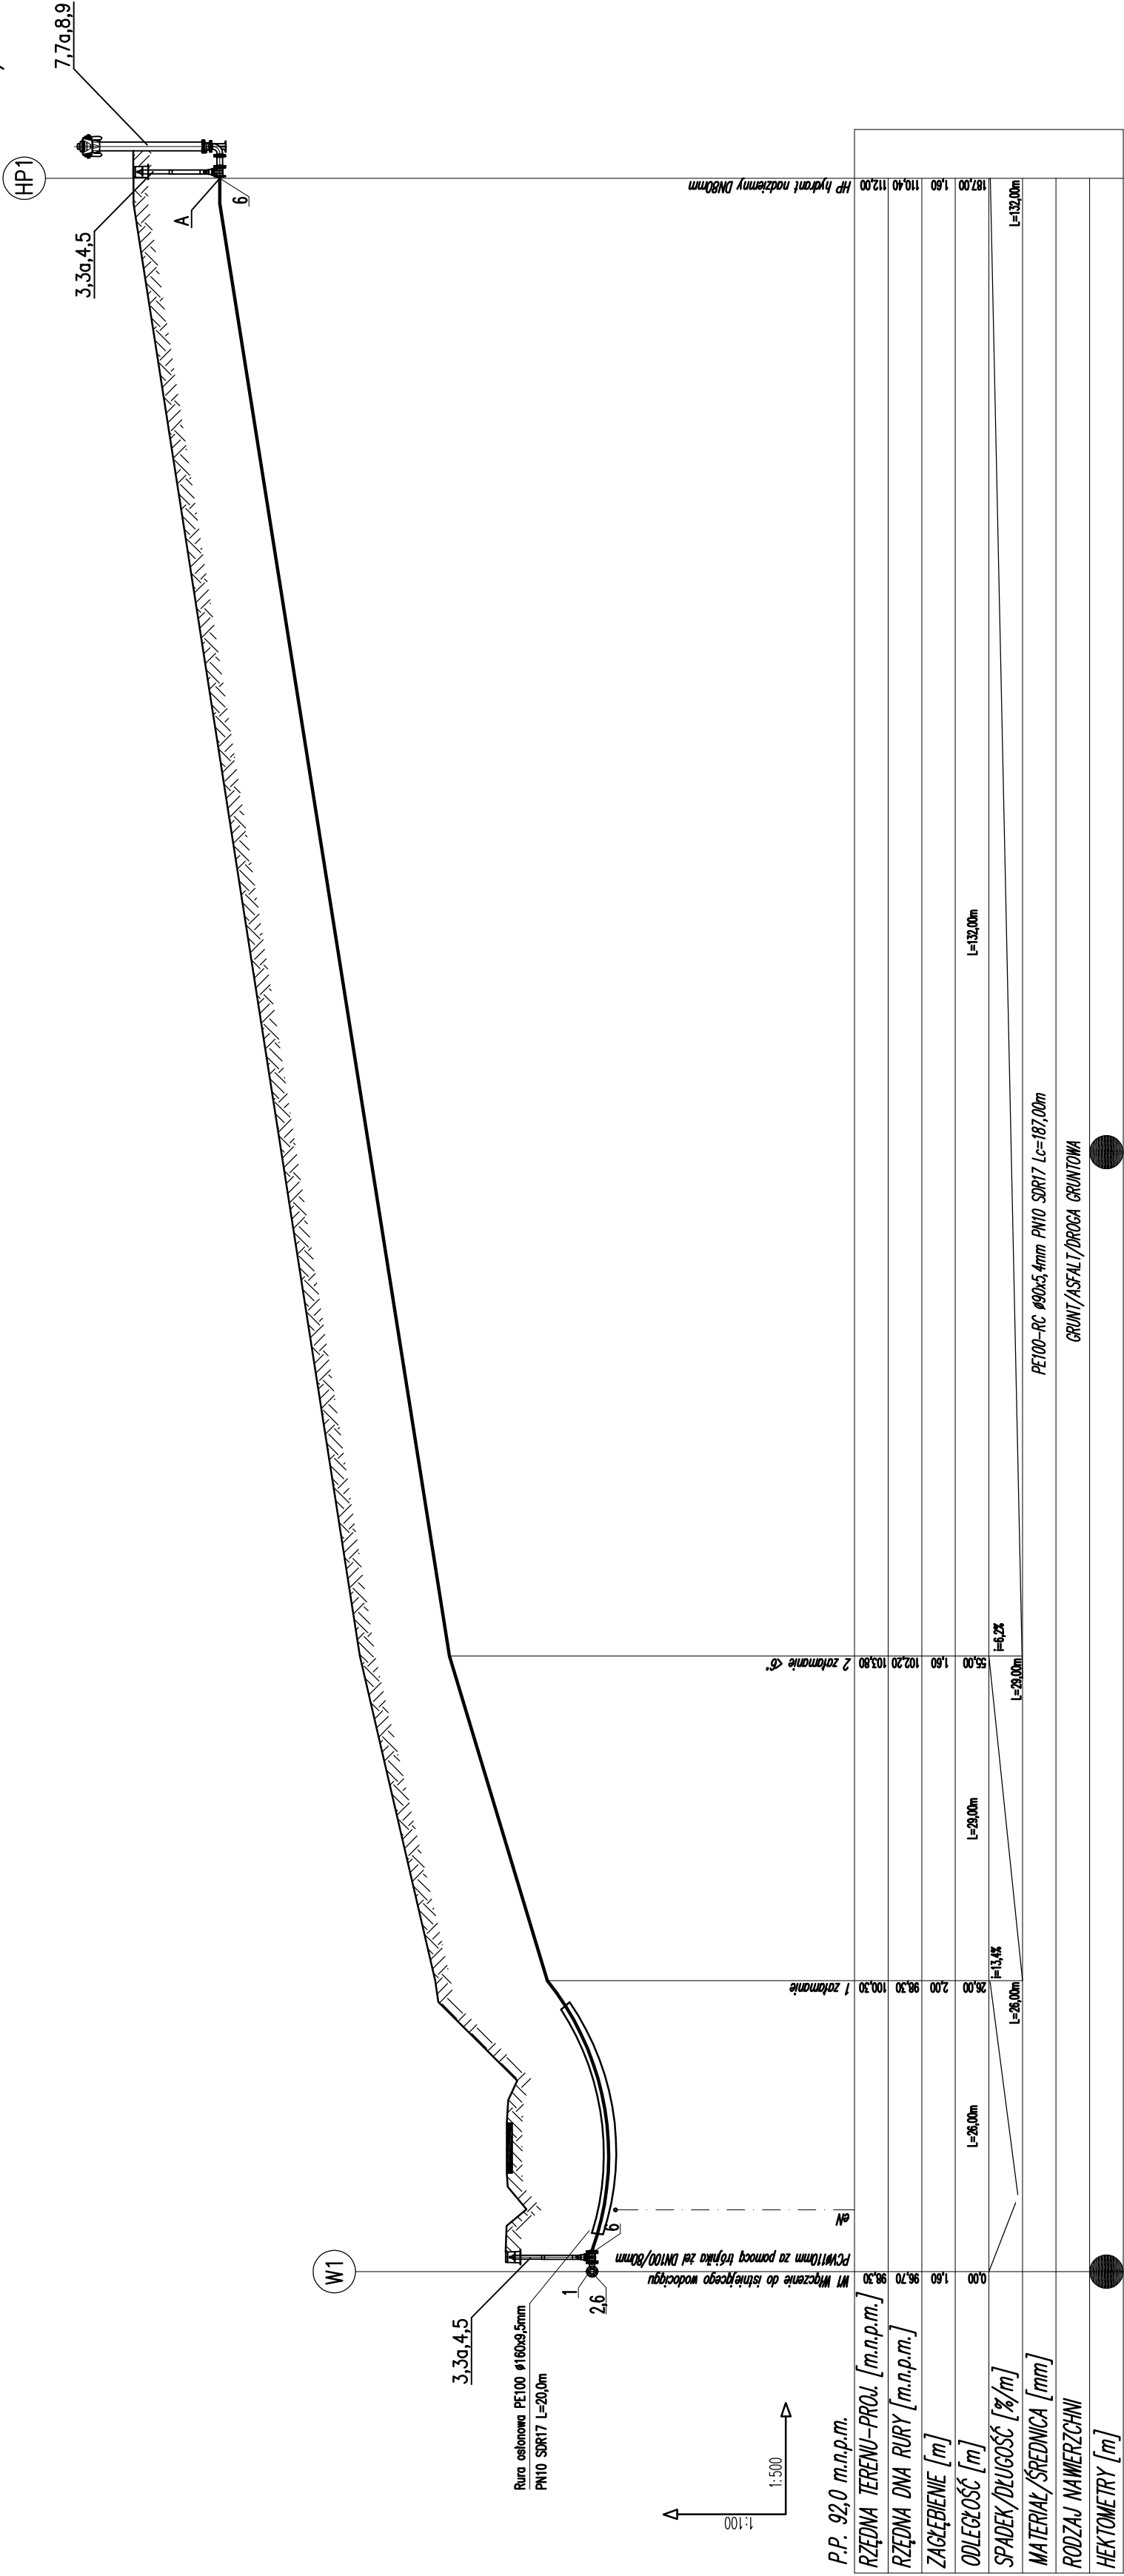 HP1
7,7a,8,9
3,3a,4,5
A
6
W1
3,3a,4,5
Rura osłonowa PE100 ø160x9,5mm
PN10 SDR17 L=20,0m
1
2,6
6
1:100
1:500
P.P. 92,0 m.n.p.m.
W1 Włączenie do istniejącego wodociągu
PCVø110mm za pomocą trójnika żel DN100/80mm
eN
1 załamanie
2 załamanie <6°
HP hydrant nadziemny DN80mm
RZĘDNA TERENU-PROJ. [m.n.p.m.] 98,30 100,30 103,80 112,00
RZĘDNA DNA RURY [m.n.p.m.] 96,70 98,30 102,20 110,40
ZAGŁĘBIENIE [m] 1,60 2,00 1,60 1,60
ODLEGŁOŚĆ [m] 0,00 L=26,00m 26,00 L=29,00m 55,00 L=132,00m 187,00
SPADEK/DŁUGOŚĆ [%/m] L=26,00m i=13,4% L=29,00m i=6,2% L=132,00m
MATERIAŁ/ŚREDNICA [mm] PE100-RC ø90x5,4mm PN10 SDR17 Lc=187,00m
RODZAJ NAWIERZCHNI GRUNT/ASFALT/DROGA GRUNTOWA
HEKTOMETRY [m]